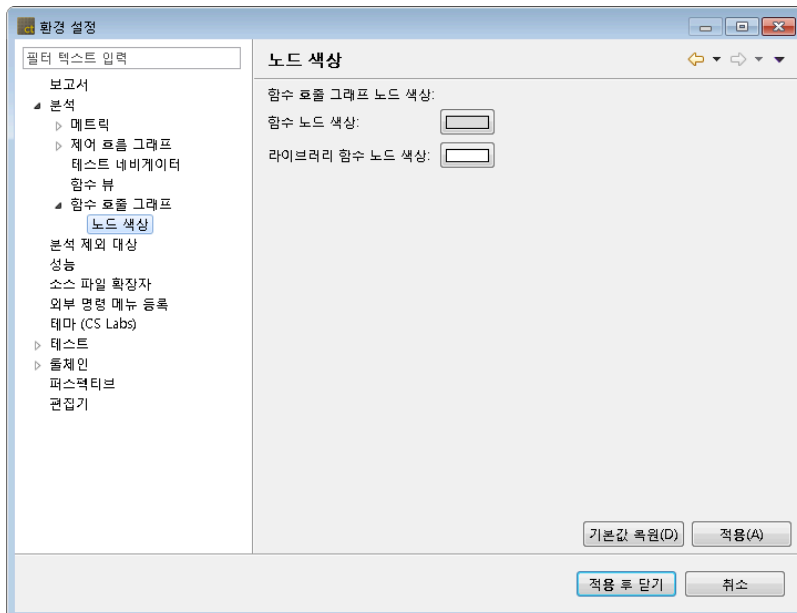 ct 환경 설정
필터 텍스트 입력
보고서
분석
메트릭
제어 흐름 그래프
테스트 네비게이터
함수 뷰
함수 호출 그래프
노드 색상
분석 제외 대상
성능
소스 파일 확장자
외부 명령 메뉴 등록
테마 (CS Labs)
테스트
툴체인
퍼스펙티브
편집기
노드 색상
함수 호출 그래프 노드 색상:
함수 노드 색상:
라이브러리 함수 노드 색상:
기본값 복원(D) 적용(A)
적용 후 닫기 취소